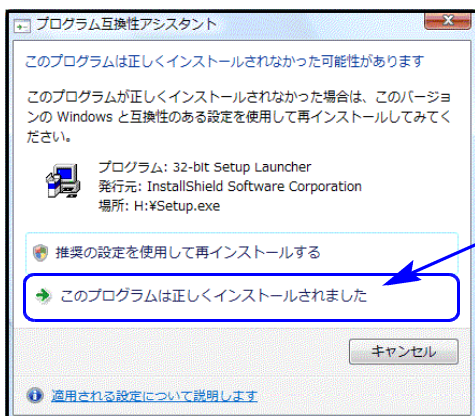 プログラム互換性アシスタント
このプログラムは正しくインストールされなかった可能性があります
このプログラムが正しくインストールされなかった場合は、このバージョ
ンの Windows と互換性のある設定を使用して再インストールしてみてく
ださい。
プログラム: 32-bit Setup Launcher
発行元: InstallShield Software Corporation
場所: H:¥Setup.exe
推奨の設定を使用して再インストールする
このプログラムは正しくインストールされました
キャンセル
適用される設定について説明します